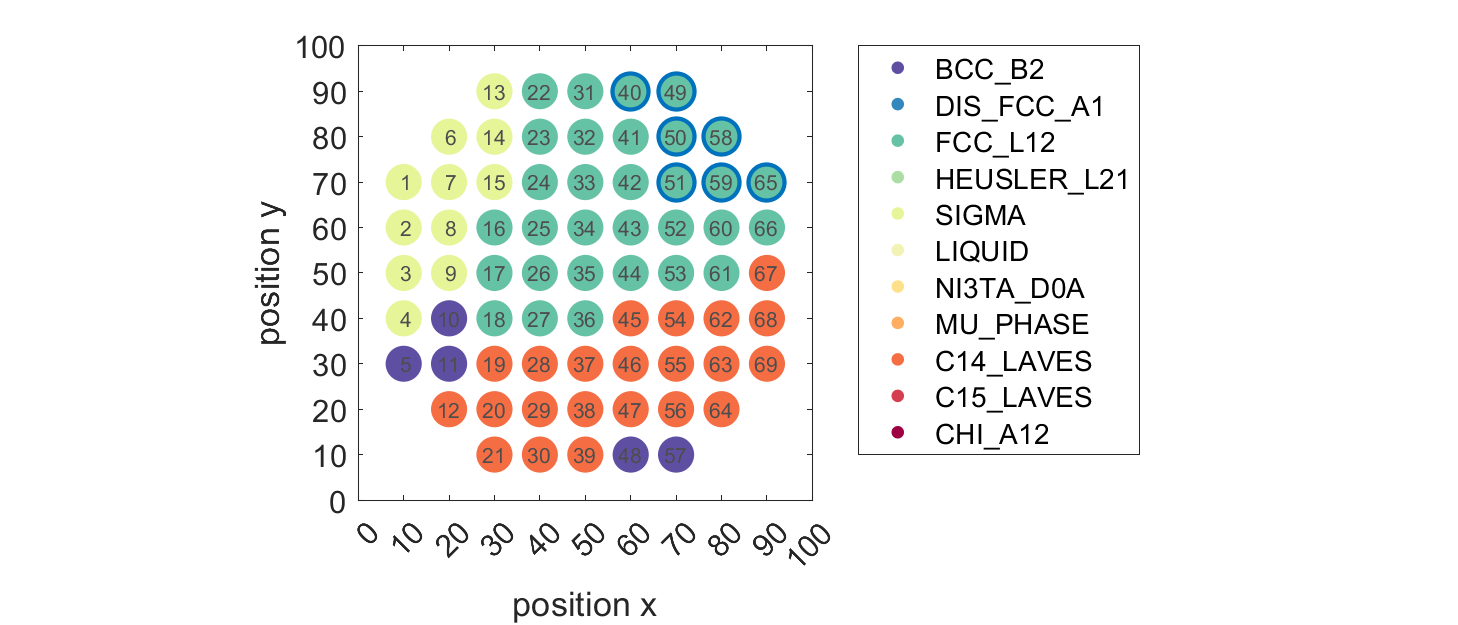 100
90 13 22 31 40 49
80 6 14 23 32 41 50 58
70 1 7 15 24 33 42 51 59 65
60 2 8 16 25 34 43 52 60 66
50 3 9 17 26 35 44 53 61 67
40 4 10 18 27 36 45 54 62 68
30 5 11 19 28 37 46 55 63 69
20 12 20 29 38 47 56 64
10 21 30 39 48 57
0
position y
0 10 20 30 40 50 60 70 80 90 100
position x
BCC_B2
DIS_FCC_A1
FCC_L12
HEUSLER_L21
SIGMA
LIQUID
NI3TA_D0A
MU_PHASE
C14_LAVES
C15_LAVES
CHI_A12